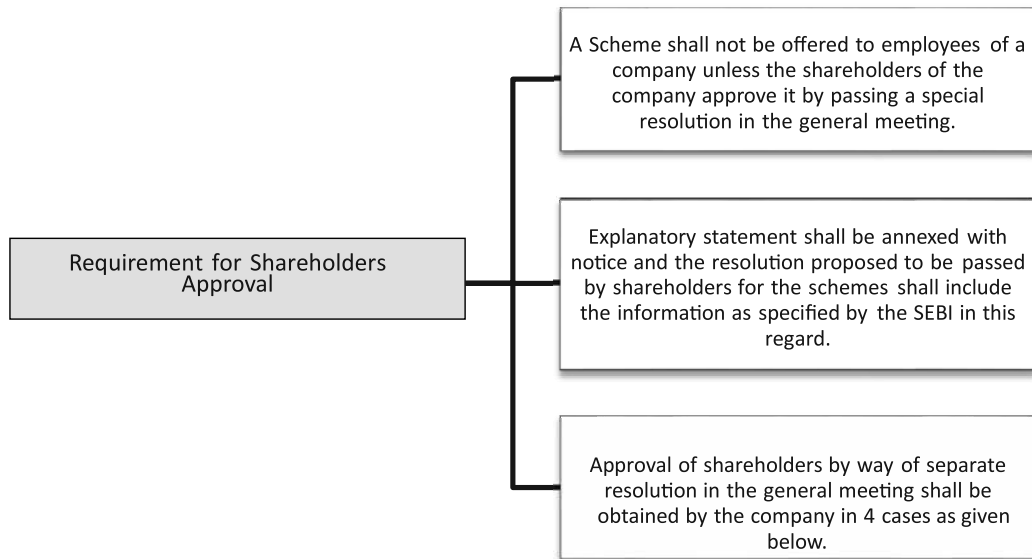 Requirement for Shareholders
Approval
A Scheme shall not be offered to employees of a
company unless the shareholders of the
company approve it by passing a special
resolution in the general meeting.
Explanatory statement shall be annexed with
notice and the resolution proposed to be passed
by shareholders for the schemes shall include
the information as specified by the SEBI in this
regard.
Approval of shareholders by way of separate
resolution in the general meeting shall be
obtained by the company in 4 cases as given
below.